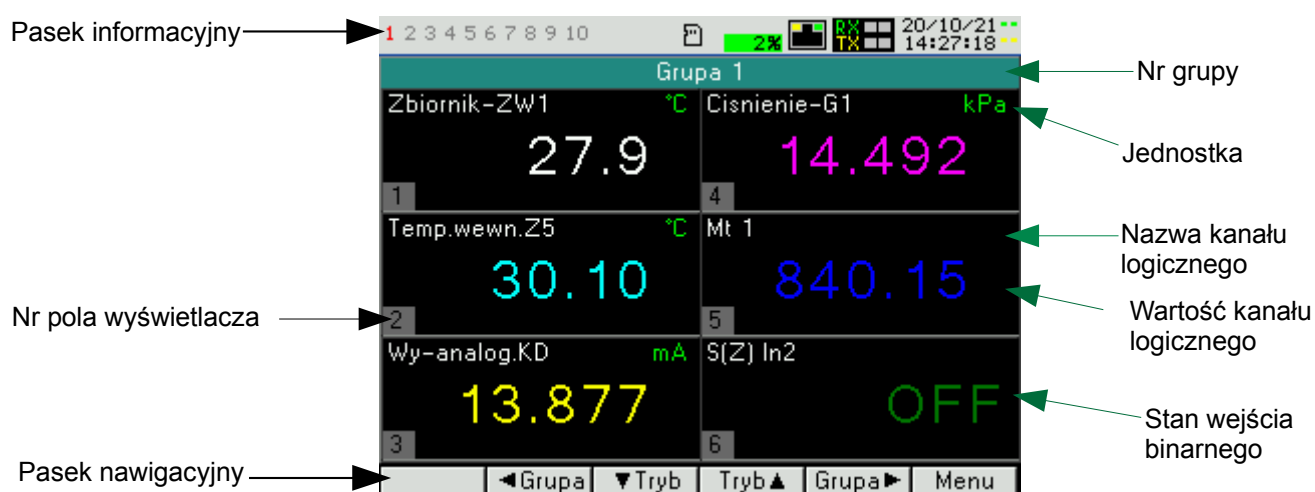 Pasek informacyjny
1 2 3 4 5 6 7 8 9 10
2%
RX
TX
20/10/21
14:27:18
Grupa 1
Nr grupy
Zbiornik-ZW1 °C
27.9
1
Cisnienie-G1 kPa
14.492
4
Jednostka
Temp.wewn.Z5 °C
30.10
2
Mt 1
840.15
5
Nazwa kanału
logicznego
Wartość kanału
logicznego
Nr pola wyświetlacza
Wy-analog.KD mA
13.877
3
S(Z) In2
OFF
6
Stan wejścia
binarnego
Pasek nawigacyjny
◄Grupa ▼Tryb Tryb▲ Grupa► Menu